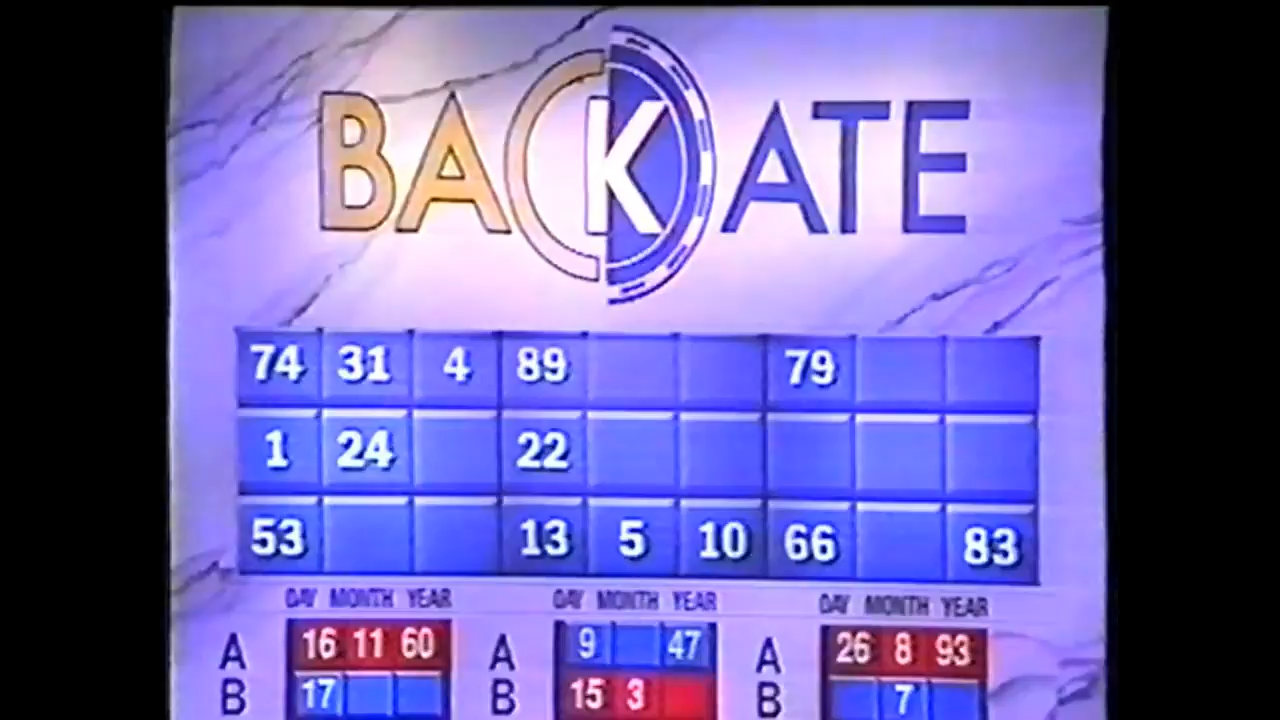 BACKATE
74 31 4 89 79
1 24 22
53 13 5 10 66 83
DAY MONTH YEAR DAY MONTH YEAR DAY MONTH YEAR
A 16 11 60 A 9 47 A 26 8 93
B 17 B 15 3 B 7